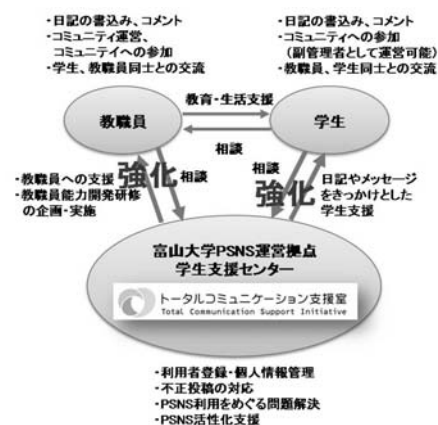 ・日記の書込み、コメント
・コミュニティ運営、
コミュニティへの参加
・学生、教職員同士との交流
・日記の書込み、コメント
・コミュニティへの参加
(副管理者として運営可能)
・教職員、学生同士との交流
教育・生活支援
教職員
学生
相談
強化
相談
相談
強化
・教職員への支援
・教職員能力開発研修
の企画・実施
日記やメッセージ
をきっかけとした
学生支援
富山大学PSNS運営拠点
学生支援センター
トータルコミュニケーション支援室
Total Communication Support Initiative
・利用者登録・個人情報管理
・不正投稿の対応
・PSNS利用をめぐる問題解決
・PSNS活性化支援